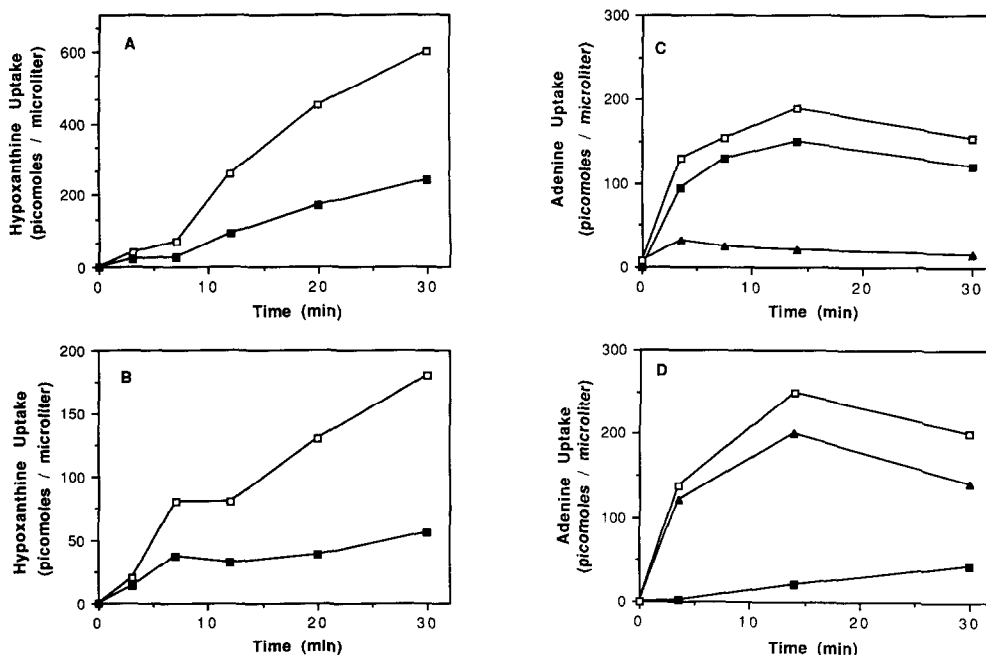 A
Hypoxanthine Uptake
(picomoles / microliter)
600
400
200
0
0
10
20
30
Time (min)
C
Adenine Uptake
(picomoles / microliter)
300
200
100
0
0
10
20
30
Time (min)
B
Hypoxanthine Uptake
(picomoles / microliter)
200
150
100
50
0
0
10
20
30
Time (min)
D
Adenine Uptake
(picomoles / microliter)
300
200
100
0
0
10
20
30
Time (min)